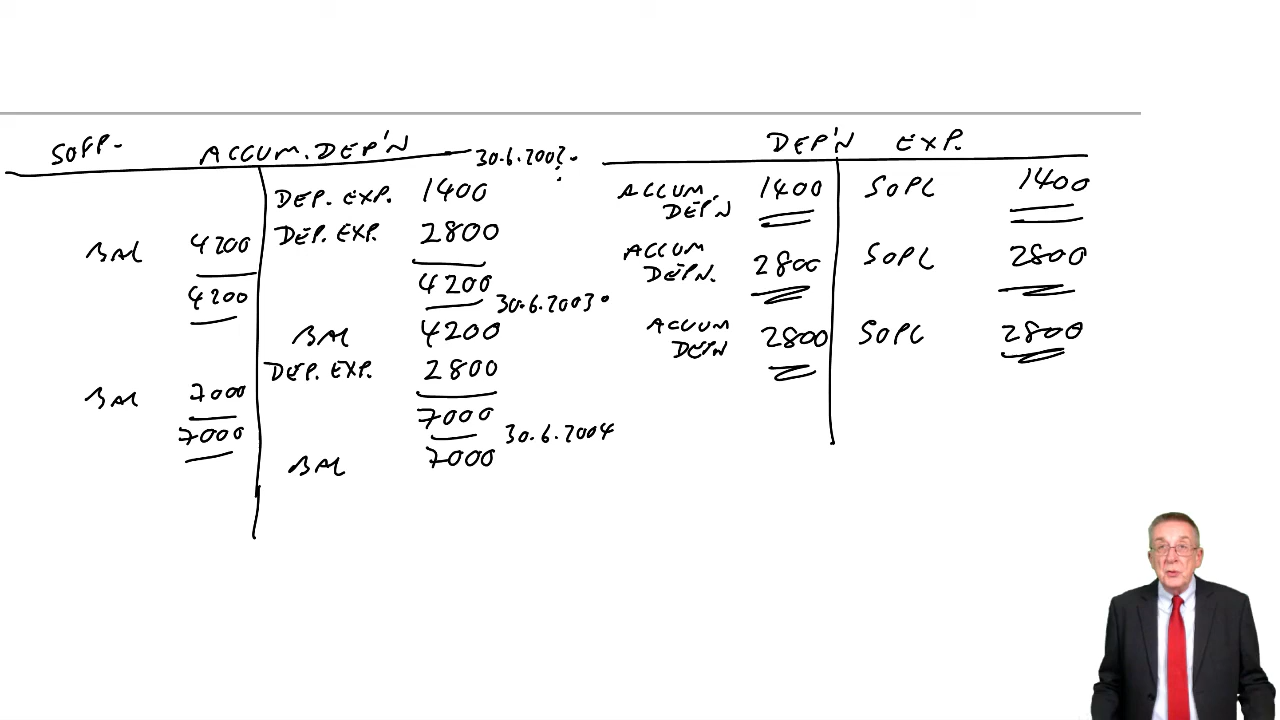 SOFP- ACCUM. DEP'N 30.6.2002.
DEP. EXP. 1400
DEP. EXP. 2800
BAL 4200
4200 4200 30.6.2003
BAL 4200
DEP. EXP. 2800
BAL 7000
7000 7000 30.6.2004
BAL 7000
DEP'N EXP.
ACCUM DEP'N 1400 SOPL 1400
ACCUM DEP'N. 2800 SOPL 2800
ACCUM DEP'N 2800 SOPL 2800